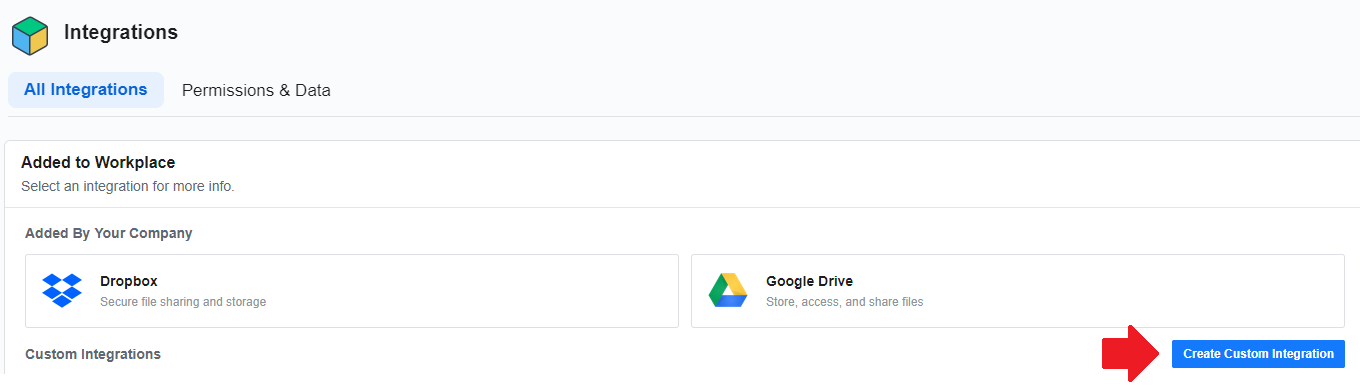 Integrations
All Integrations
Permissions & Data
Added to Workplace
Select an integration for more info.
Added By Your Company
Dropbox
Secure file sharing and storage
Google Drive
Store, access, and share files
Custom Integrations
Create Custom Integration